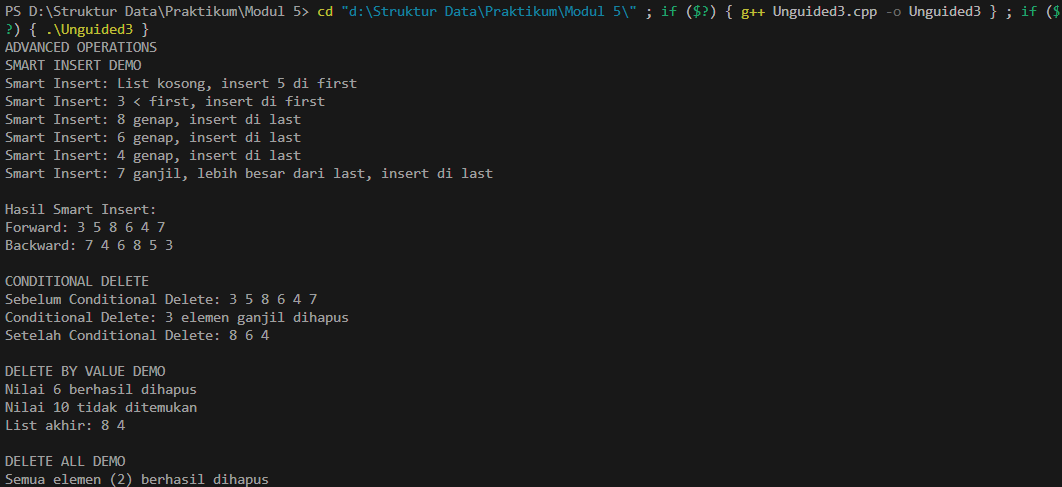 PS D:\Struktur Data\Praktikum\Modul 5> cd "d:\Struktur Data\Praktikum\Modul 5\" ; if ($?) { g++ Unguided3.cpp -o Unguided3 } ; if ($
?) { .\Unguided3 }
ADVANCED OPERATIONS
SMART INSERT DEMO
Smart Insert: List kosong, insert 5 di first
Smart Insert: 3 < first, insert di first
Smart Insert: 8 genap, insert di last
Smart Insert: 6 genap, insert di last
Smart Insert: 4 genap, insert di last
Smart Insert: 7 ganjil, lebih besar dari last, insert di last

Hasil Smart Insert:
Forward: 3 5 8 6 4 7
Backward: 7 4 6 8 5 3

CONDITIONAL DELETE
Sebelum Conditional Delete: 3 5 8 6 4 7
Conditional Delete: 3 elemen ganjil dihapus
Setelah Conditional Delete: 8 6 4

DELETE BY VALUE DEMO
Nilai 6 berhasil dihapus
Nilai 10 tidak ditemukan
List akhir: 8 4

DELETE ALL DEMO
Semua elemen (2) berhasil dihapus